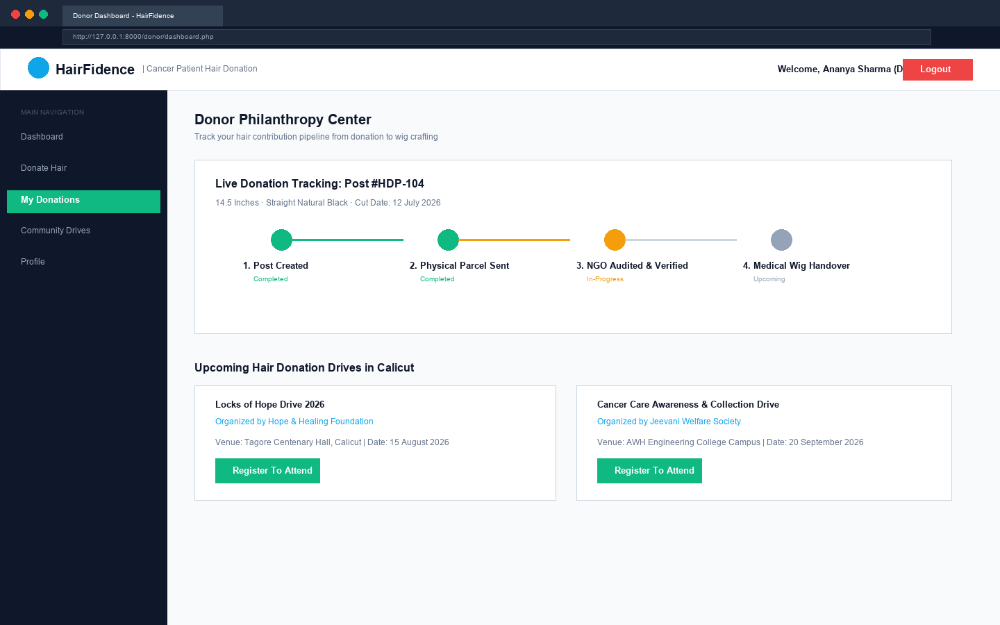 Donor Dashboard - HairFidence
http://127.0.0.1:8000/donor/dashboard.php
HairFidence | Cancer Patient Hair Donation
Welcome, Ananya Sharma (D
Logout
MAIN NAVIGATION
Dashboard
Donate Hair
My Donations
Community Drives
Profile
Donor Philanthropy Center
Track your hair contribution pipeline from donation to wig crafting
Live Donation Tracking: Post #HDP-104
14.5 Inches · Straight Natural Black · Cut Date: 12 July 2026
1. Post Created
Completed
2. Physical Parcel Sent
Completed
3. NGO Audited & Verified
In-Progress
4. Medical Wig Handover
Upcoming
Upcoming Hair Donation Drives in Calicut
Locks of Hope Drive 2026
Organized by Hope & Healing Foundation
Venue: Tagore Centenary Hall, Calicut | Date: 15 August 2026
Register To Attend
Cancer Care Awareness & Collection Drive
Organized by Jeevani Welfare Society
Venue: AWH Engineering College Campus | Date: 20 September 2026
Register To Attend